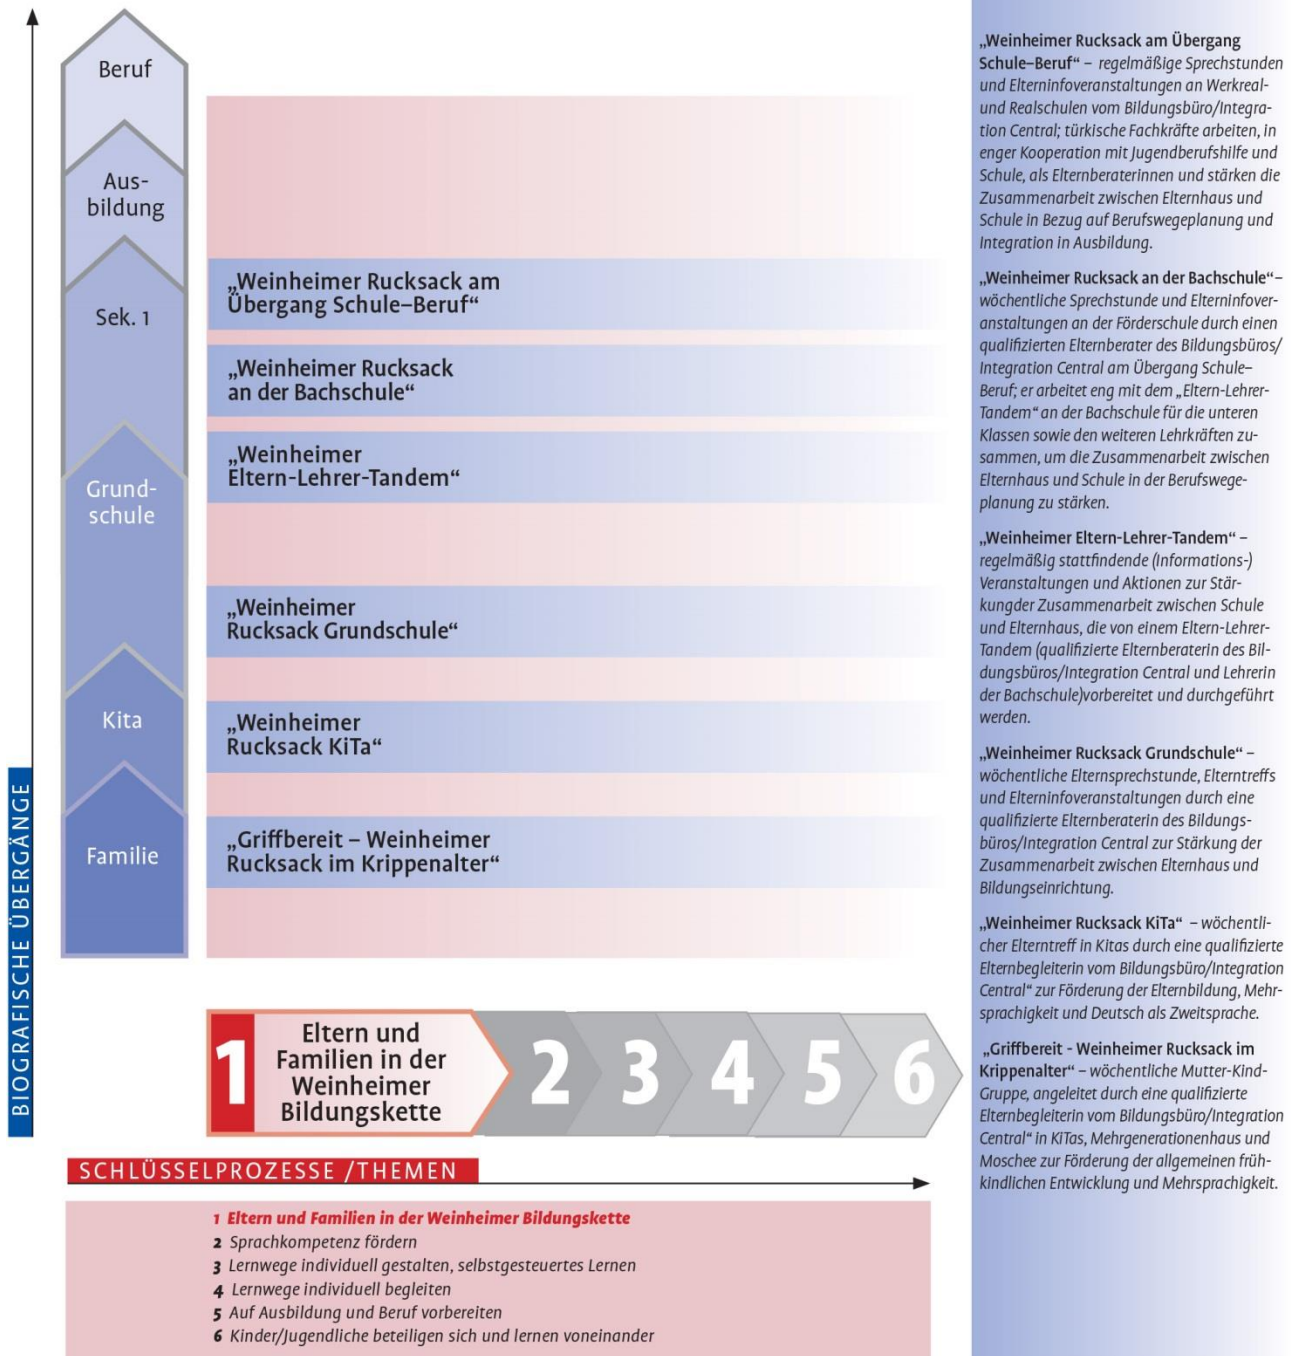 Beruf
Aus-
bildung
Sek. 1
Grund-
schule
Kita
Familie
BIOGRAFISCHE ÜBERGÄNGE
„Weinheimer Rucksack am
Übergang Schule–Beruf“
„Weinheimer Rucksack
an der Bachschule“
„Weinheimer
Eltern-Lehrer-Tandem“
„Weinheimer
Rucksack Grundschule“
„Weinheimer
Rucksack KiTa“
„Griffbereit – Weinheimer
Rucksack im Krippenalter“
1
Eltern und
Familien in der
Weinheimer
Bildungskette
2 3 4 5 6
SCHLÜSSELPROZESSE /THEMEN
1 Eltern und Familien in der Weinheimer Bildungskette
2 Sprachkompetenz fördern
3 Lernwege individuell gestalten, selbstgesteuertes Lernen
4 Lernwege individuell begleiten
5 Auf Ausbildung und Beruf vorbereiten
6 Kinder/Jugendliche beteiligen sich und lernen voneinander
„Weinheimer Rucksack am Übergang
Schule–Beruf“ – regelmäßige Sprechstunden
und Elterninfoveranstaltungen an Werkreal-
und Realschulen vom Bildungsbüro/Integra-
tion Central; türkische Fachkräfte arbeiten, in
enger Kooperation mit Jugendberufshilfe und
Schule, als Elternberaterinnen und stärken die
Zusammenarbeit zwischen Elternhaus und
Schule in Bezug auf Berufswegeplanung und
Integration in Ausbildung.
„Weinheimer Rucksack an der Bachschule“–
wöchentliche Sprechstunde und Elterninfover-
anstaltungen an der Förderschule durch einen
qualifizierten Elternberater des Bildungsbüros/
Integration Central am Übergang Schule–
Beruf; er arbeitet eng mit dem „Eltern-Lehrer-
Tandem“ an der Bachschule für die unteren
Klassen sowie den weiteren Lehrkräften zu-
sammen, um die Zusammenarbeit zwischen
Elternhaus und Schule in der Berufswege-
planung zu stärken.
„Weinheimer Eltern-Lehrer-Tandem“ –
regelmäßig stattfindende (Informations-)
Veranstaltungen und Aktionen zur Stär-
kungder Zusammenarbeit zwischen Schule
und Elternhaus, die von einem Eltern-Lehrer-
Tandem (qualifizierte Elternberaterin des Bil-
dungsbüros/Integration Central und Lehrerin
der Bachschule)vorbereitet und durchgeführt
werden.
„Weinheimer Rucksack Grundschule“ –
wöchentliche Elternsprechstunde, Elterntreffs
und Elterninfoveranstaltungen durch eine
qualifizierte Elternberaterin des Bildungs-
büros/Integration Central zur Stärkung der
Zusammenarbeit zwischen Elternhaus und
Bildungseinrichtung.
„Weinheimer Rucksack KiTa“ – wöchentli-
cher Elterntreff in Kitas durch eine qualifizierte
Elternbegleiterin vom Bildungsbüro/Integration
Central“ zur Förderung der Elternbildung, Mehr-
sprachigkeit und Deutsch als Zweitsprache.
„Griffbereit - Weinheimer Rucksack im
Krippenalter“ – wöchentliche Mutter-Kind-
Gruppe, angeleitet durch eine qualifizierte
Elternbegleiterin vom Bildungsbüro/Integration
Central“ in KiTas, Mehrgenerationenhaus und
Moschee zur Förderung der allgemeinen früh-
kindlichen Entwicklung und Mehrsprachigkeit.